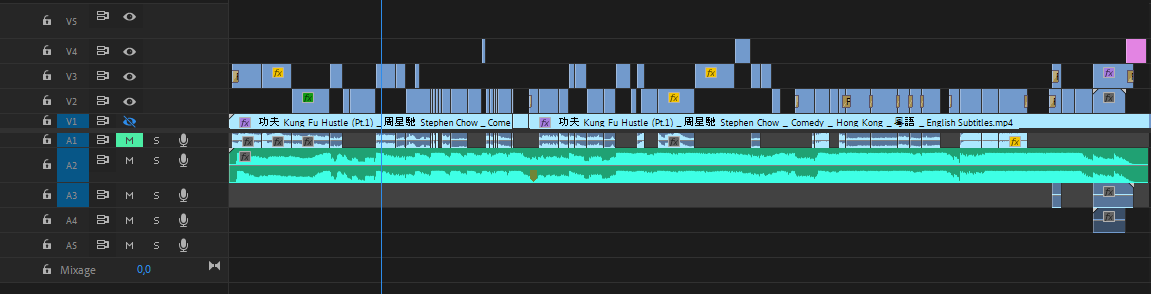 V5
V4
V3 fx fx fx
V2 fx fx F fx
V1 fx 功夫 Kung Fu Hustle (Pt.1) _ 周星馳 Stephen Chow _ Come fx 功夫 Kung Fu Hustle (Pt.1) _ 周星馳 Stephen Chow _ Comedy _ Hong Kong _ 粵語 _ English Subtitles.mp4
A1 M S fx fx fx fx fx
A2 M S fx
A3 M S fx
A4 M S fx
A5 M S
Mixage 0,0